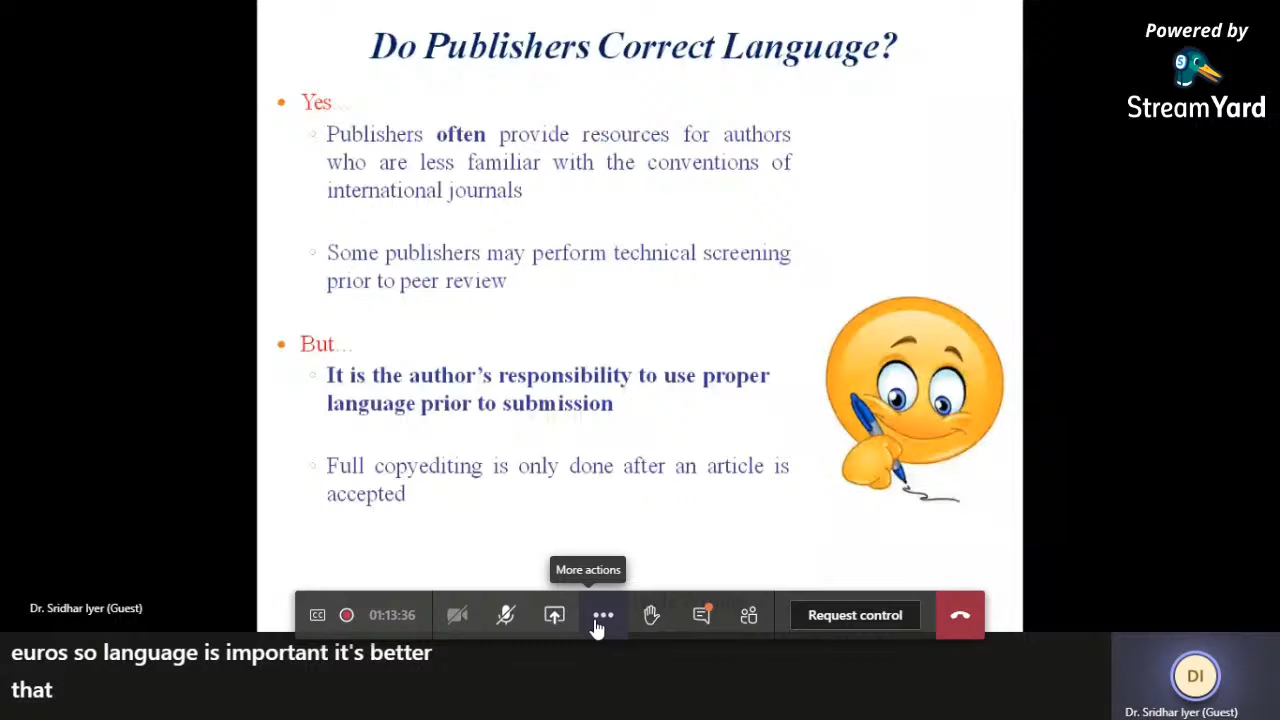 Do Publishers Correct Language?
Powered by
StreamYard
Yes...
Publishers often provide resources for authors
who are less familiar with the conventions of
international journals
Some publishers may perform technical screening
prior to peer review
But...
It is the author's responsibility to use proper
language prior to submission
Full copyediting is only done after an article is
accepted
More actions
Dr. Sridhar Iyer (Guest)
CC
01:13:36
Request control
euros so language is important it's better
that
DI
Dr. Sridhar Iyer (Guest)